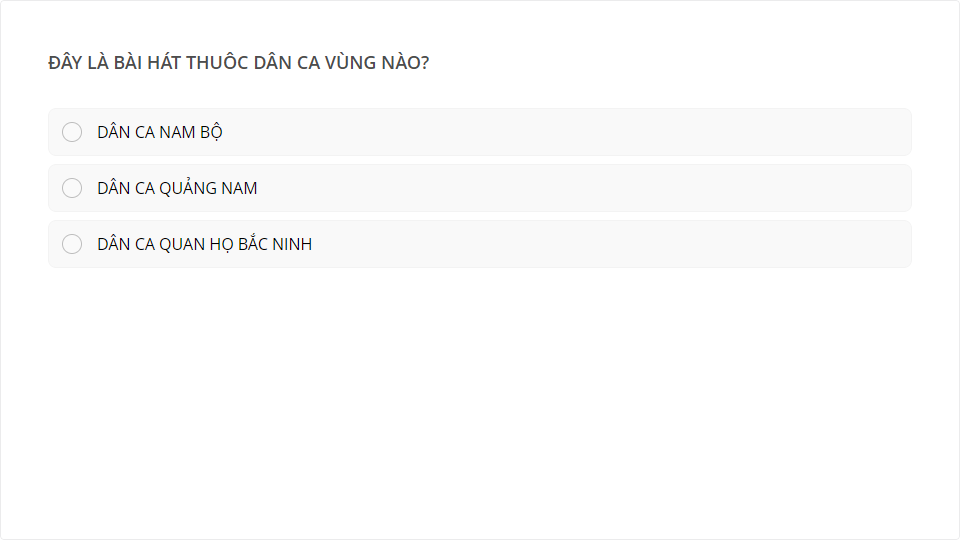 ĐÂY LÀ BÀI HÁT THUÔC DÂN CA VÙNG NÀO?
DÂN CA NAM BỘ
DÂN CA QUẢNG NAM
DÂN CA QUAN HỌ BẮC NINH